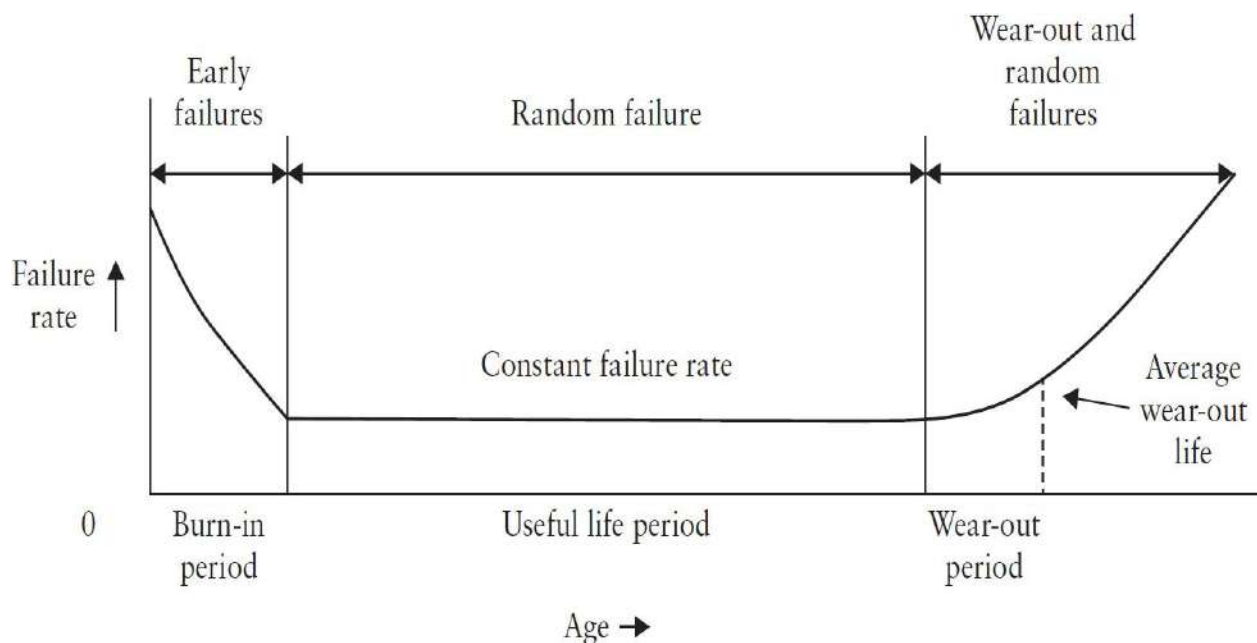 Early
failures
Random failure
Wear-out and
random
failures
Failure
rate
Constant failure rate
Average
wear-out
life
0
Burn-in
period
Useful life period
Wear-out
period
Age